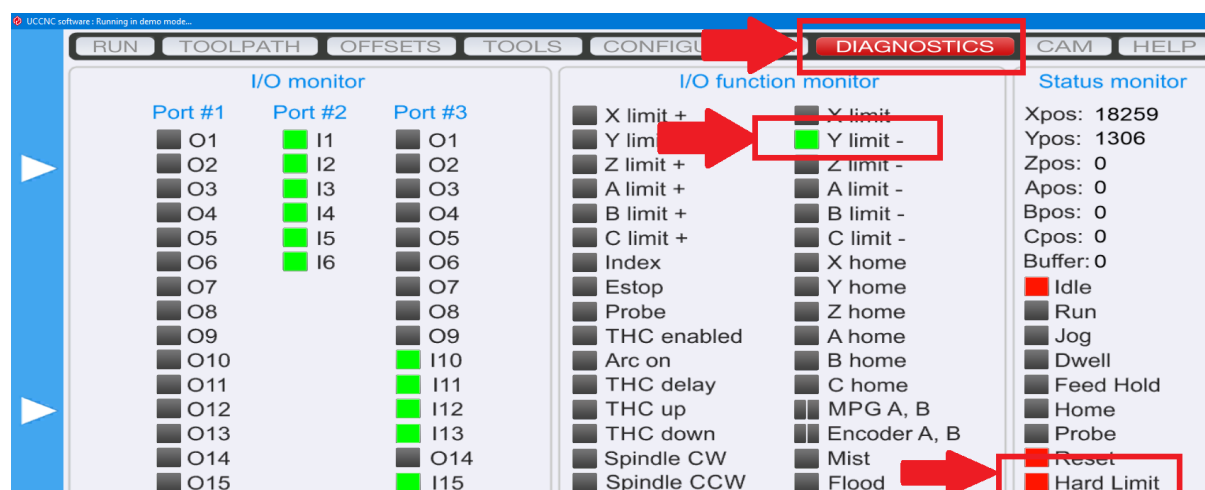 UCCNC software : Running in demo mode...
RUN TOOLPATH OFFSETS TOOLS DIAGNOSTICS CAM HELP
I/O monitor
Port #1 Port #2 Port #3
O1 I1 O1
O2 I2 O2
O3 I3 O3
O4 I4 O4
O5 I5 O5
O6 I6 O6
O7 O7
O8 O8
O9 O9
O10 I10
O11 I11
O12 I12
O13 I13
O14 O14
O15 I15
I/O function monitor
X limit + X limit -
Y Y limit -
Z limit + Z limit -
A limit + A limit -
B limit + B limit -
C limit + C limit -
Index X home
Estop Y home
Probe Z home
THC enabled A home
Arc on B home
THC delay C home
THC up MPG A, B
THC down Encoder A, B
Spindle CW Mist
Spindle CCW Flood
Status monitor
Xpos: 18259
Ypos: 1306
Zpos: 0
Apos: 0
Bpos: 0
Cpos: 0
Buffer: 0
Idle
Run
Jog
Dwell
Feed Hold
Home
Probe
Reset
Hard Limit